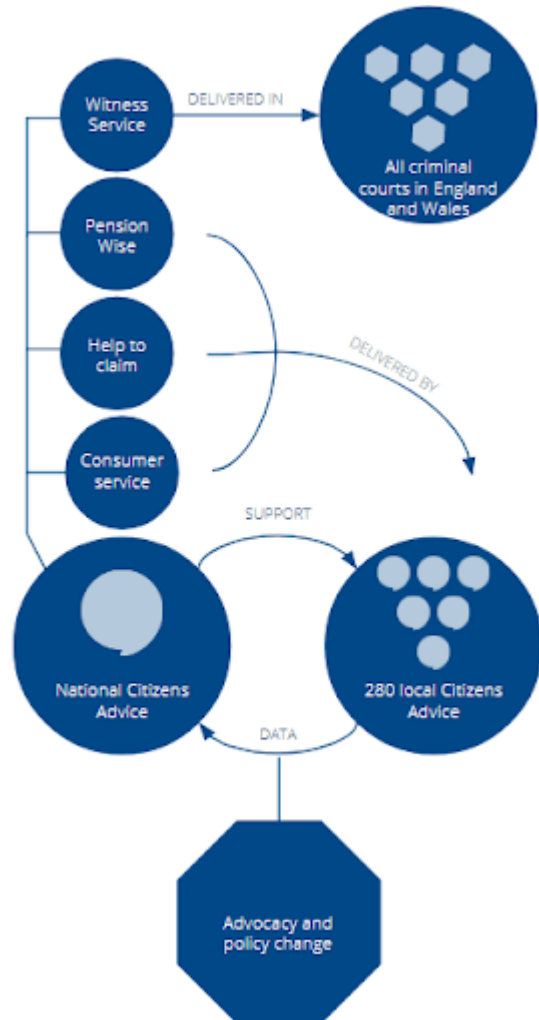 Witness
Service
DELIVERED IN
All criminal
courts in England
and Wales
Pension
Wise
Help to
claim
DELIVERED BY
Consumer
service
SUPPORT
National Citizens
Advice
280 local Citizens
Advice
DATA
Advocacy and
policy change